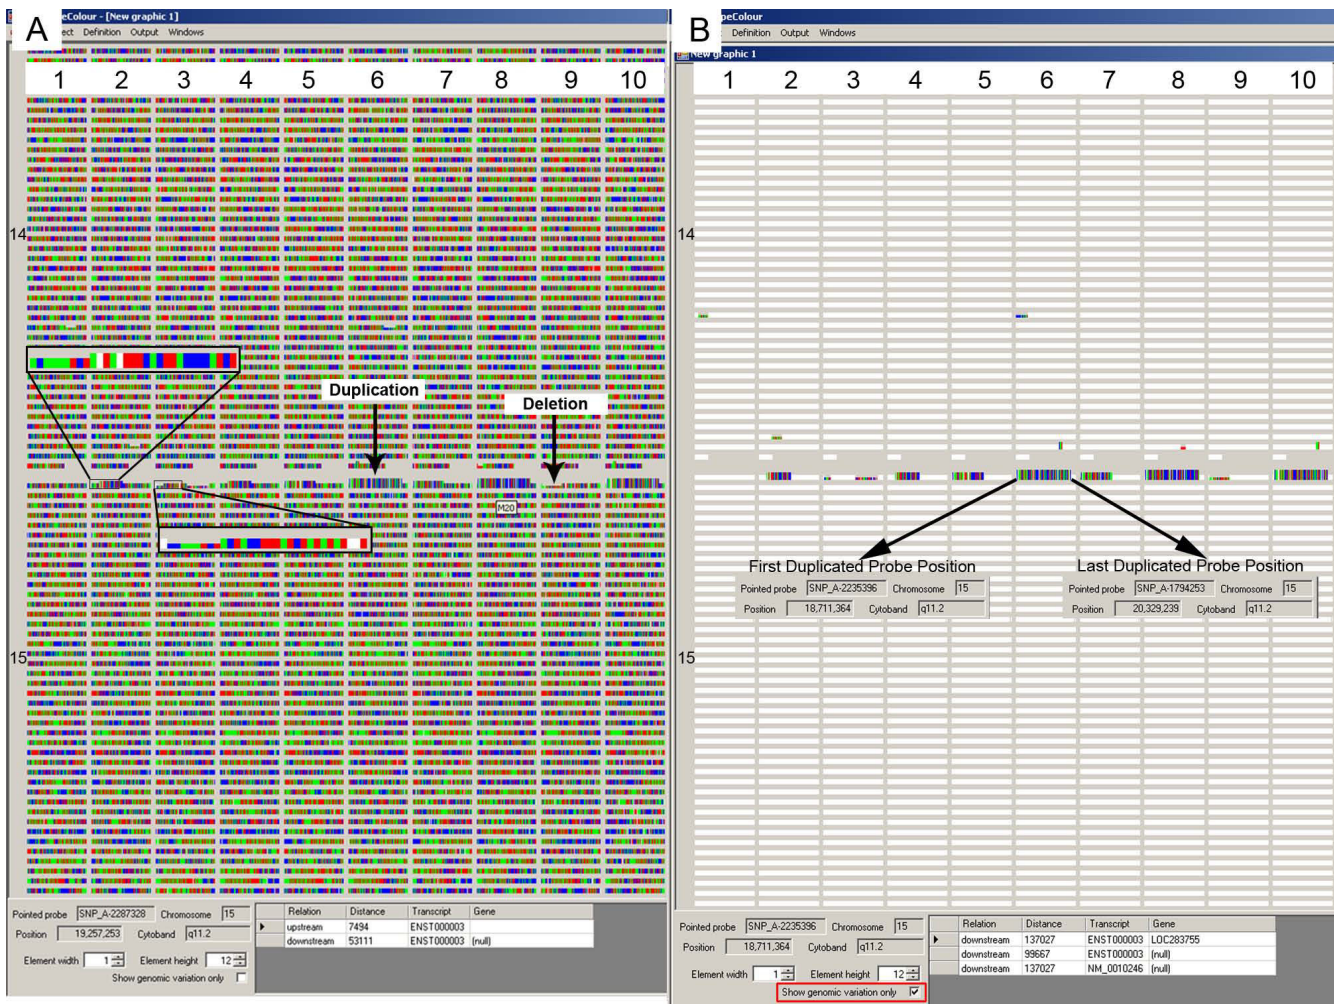 A
peColour - [New graphic 1]
ect Definition Output Windows
1 2 3 4 5 6 7 8 9 10
14
Duplication
Deletion
M20
15
Pointed probe SNP_A-2287328 Chromosome 15
Position 19,257,253 Cytoband q11.2
Element width 1 Element height 12
Show genomic variation only
Relation Distance Transcript Gene
upstream 7494 ENST000003
downstream 53111 ENST000003 (null)
B
peColour
Definition Output Windows
New graphic 1
1 2 3 4 5 6 7 8 9 10
14
First Duplicated Probe Position
Pointed probe SNP_A-2235396 Chromosome 15
Position 18,711,364 Cytoband q11.2
Last Duplicated Probe Position
Pointed probe SNP_A-1794253 Chromosome 15
Position 20,329,239 Cytoband q11.2
15
Pointed probe SNP_A-2235396 Chromosome 15
Position 18,711,364 Cytoband q11.2
Element width 1 Element height 12
Show genomic variation only
Relation Distance Transcript Gene
downstream 137027 ENST000003 LOC283755
downstream 99667 ENST000003 (null)
downstream 137027 NM_0010246 (null)